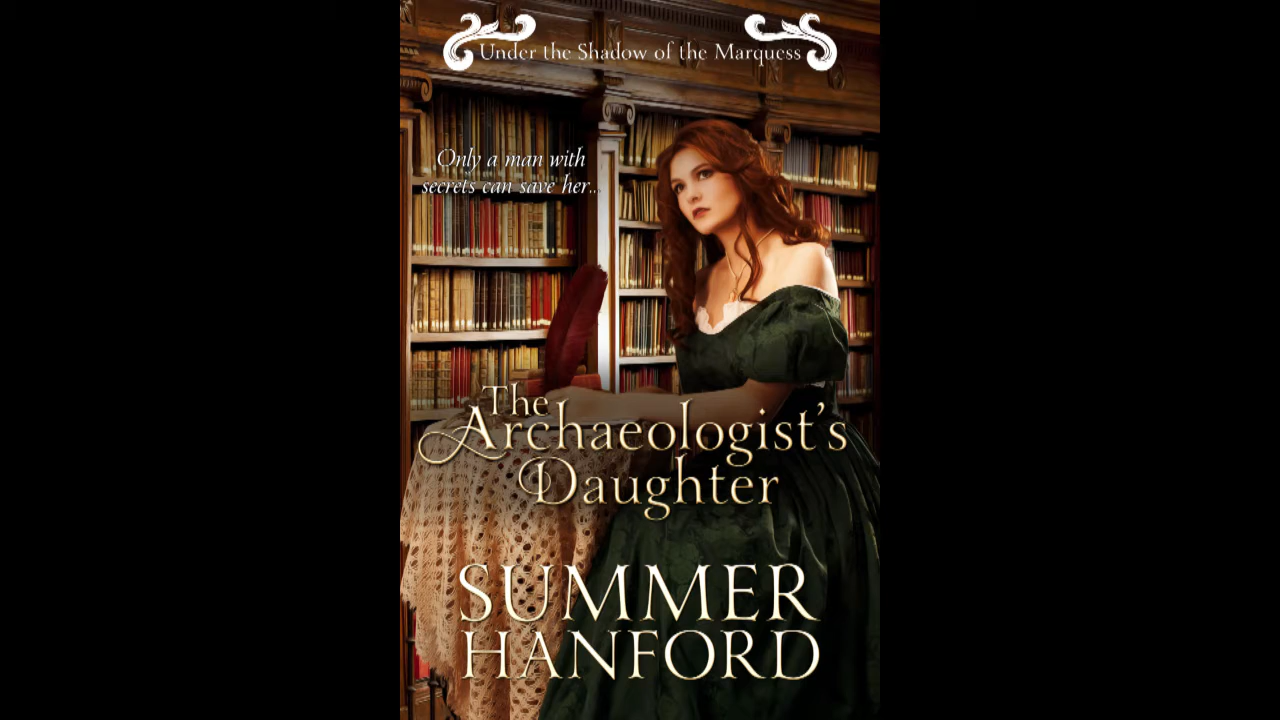 Under the Shadow of the Marquess
Only a man with
secrets can save her...
The
Archaeologist's
Daughter
SUMMER
HANFORD